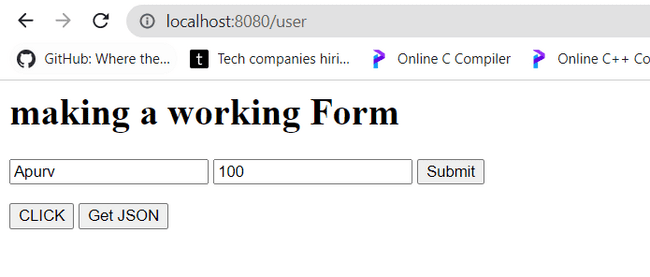 localhost:8080/user
GitHub: Where the... t Tech companies hiri... Online C Compiler Online C++ Co
making a working Form
Apurv 100 Submit
CLICK Get JSON